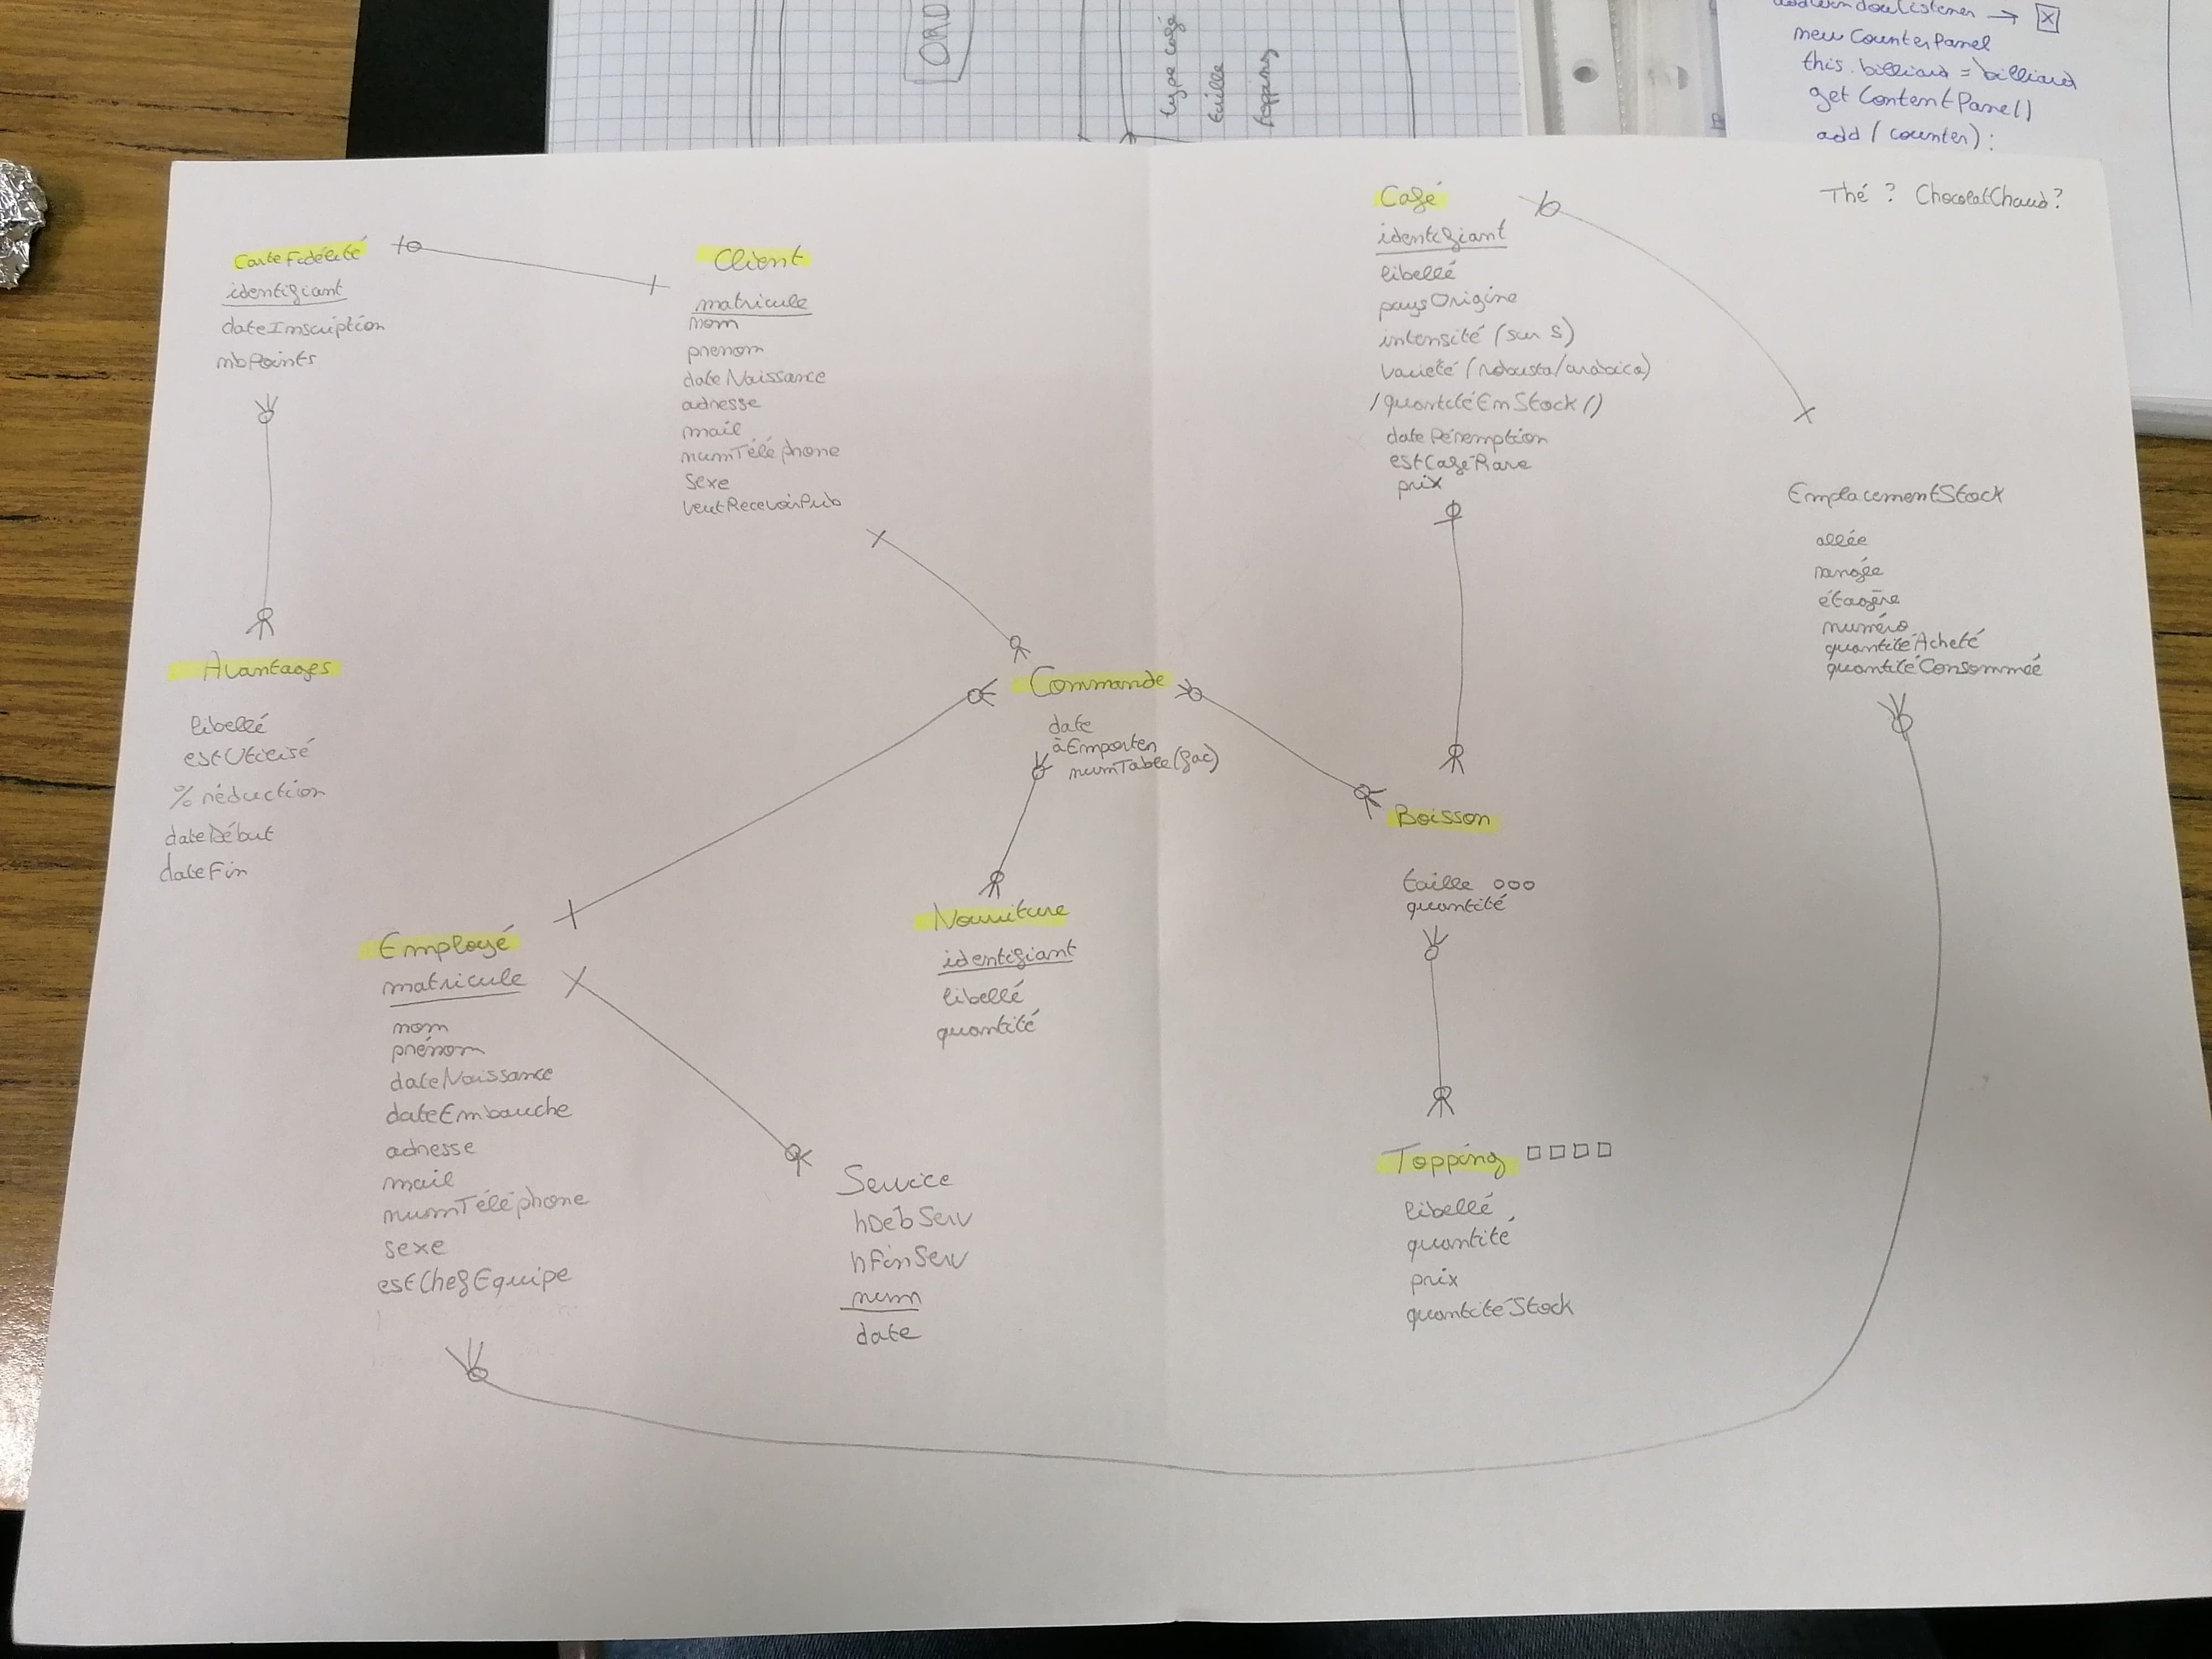 ORD
type café
taille
topping
addWindowListener → ☒
new CounterPanel
this.billiard = billiard
get ContentPane()
add (counter);
Thé ? ChocolatChaud ?
CarteFidélité
identifiant
dateInscription
nbPoints
Client
matricule
nom
prenom
dateNaissance
adresse
mail
numTéléphone
sexe
veutRecevoirPub
Café
identifiant
libellé
paysOrigine
intensité (sur 5)
variété (robusta/arabica)
/quantitéEnStock ()
datePéremption
estCaféRare
prix
EmplacementStock
allée
rangée
étagère
numéro
quantitéAcheté
quantitéConsommée
Avantages
libellé
estUtilisé
% réduction
dateDébut
dateFin
Commande
date
àEmporter
numTable (fac)
Boisson
taille ○○○
quantité
Nourriture
identifiant
libellé
quantité
Employé
matricule
nom
prénom
dateNaissance
dateEmbauche
adresse
mail
numTéléphone
sexe
estChefEquipe
Service
hDébServ
hFinServ
num
date
Topping □□□□
libellé
quantité
prix
quantitéStock